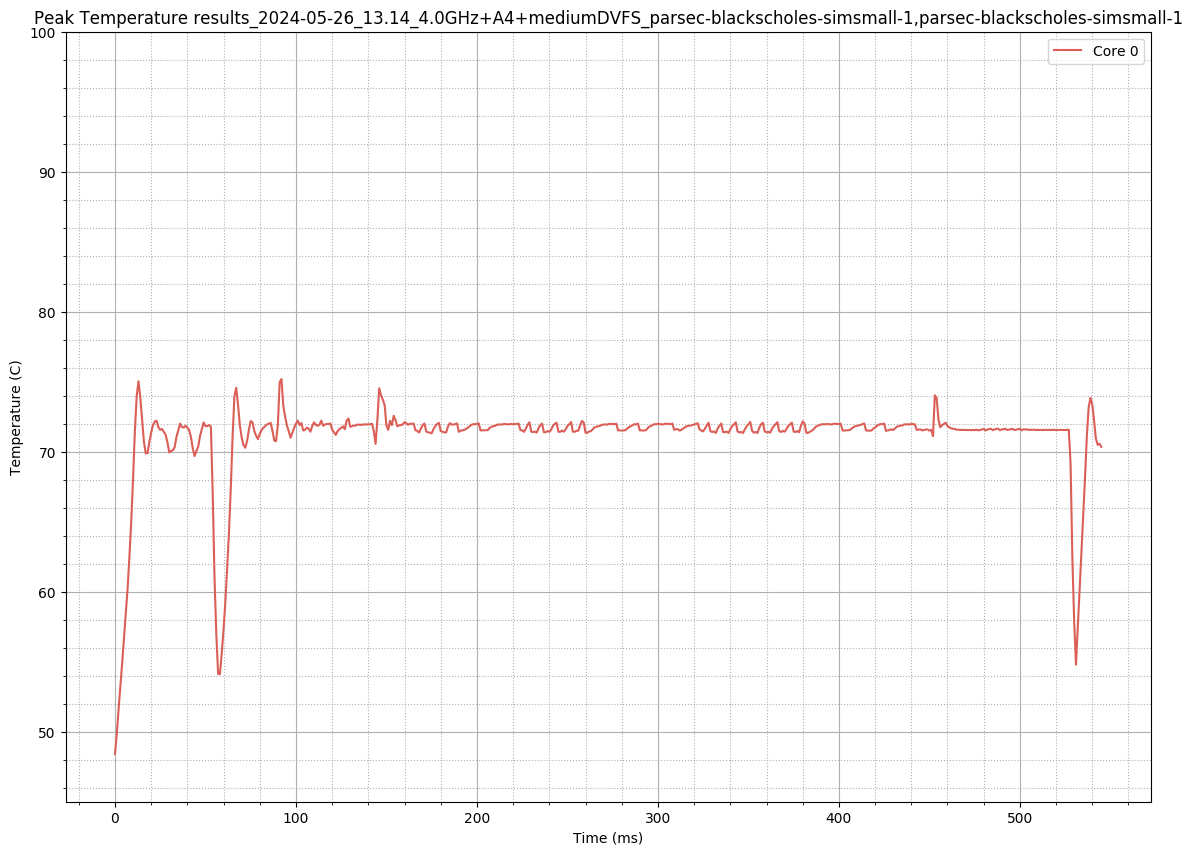 Peak Temperature results_2024-05-26_13.14_4.0GHz+A4+mediumDVFS_parsec-blackscholes-simsmall-1,parsec-blackscholes-simsmall-1
Core 0
100
90
80
70
60
50
Temperature (C)
0 100 200 300 400 500
Time (ms)